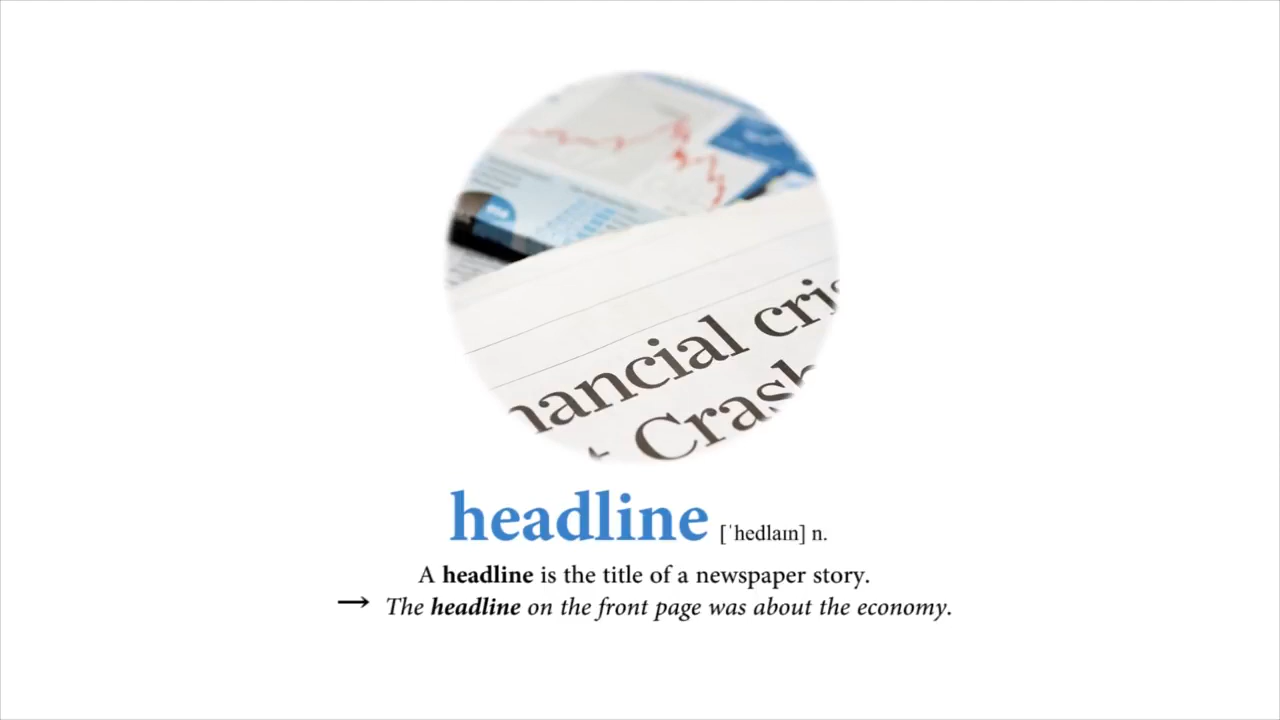 nancial cris
Crash
headline [ˈhedlaɪn] n.
A headline is the title of a newspaper story.
→ The headline on the front page was about the economy.